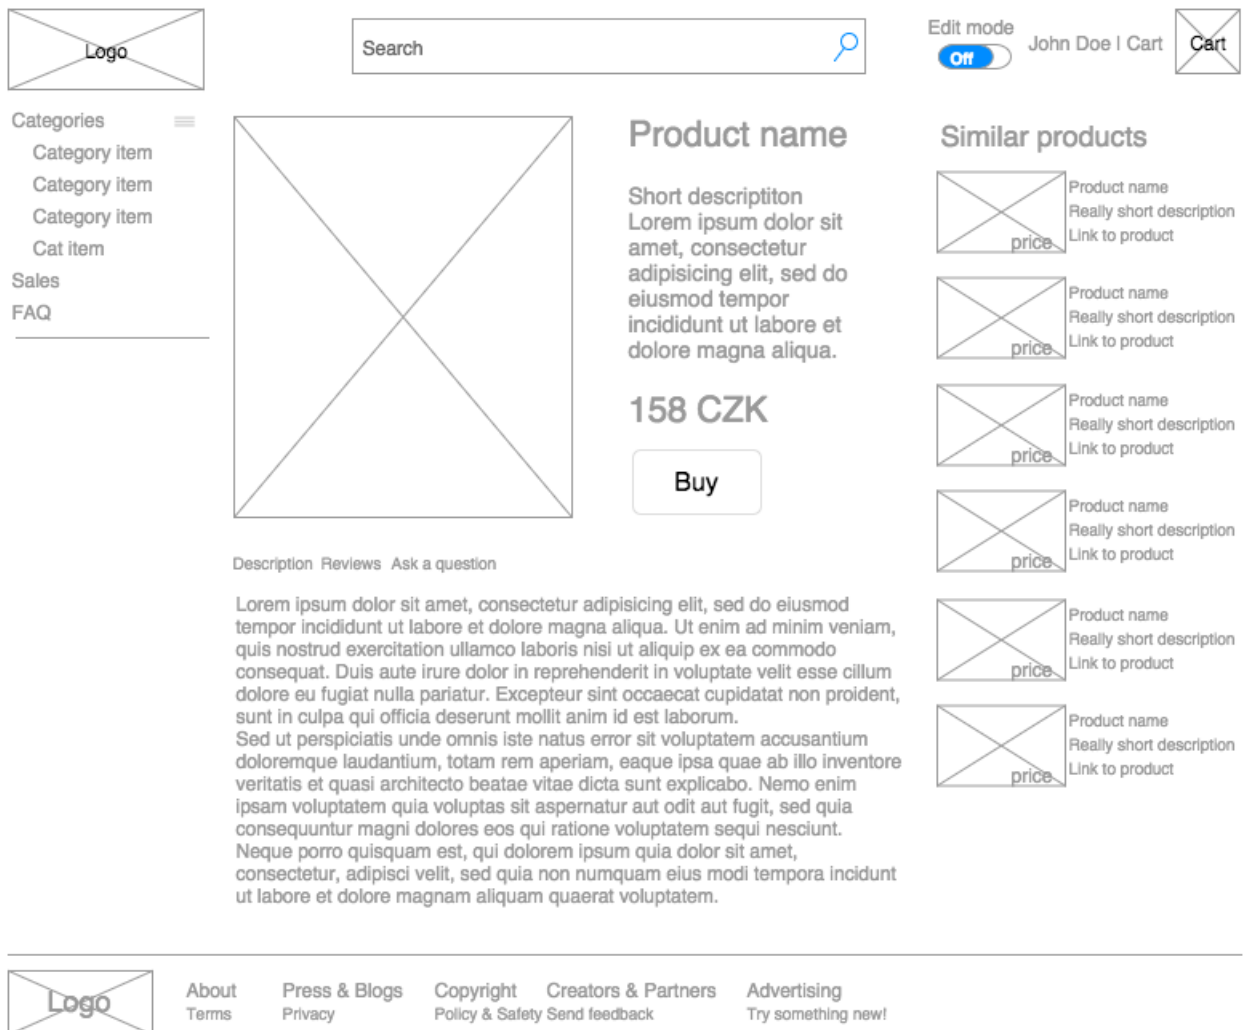 Logo
Search
Edit mode
Off
John Doe | Cart
Cart
Categories
Category item
Category item
Category item
Cat item
Sales
FAQ
Product name
Short descriptiton
Lorem ipsum dolor sit
amet, consectetur
adipisicing elit, sed do
eiusmod tempor
incididunt ut labore et
dolore magna aliqua.
158 CZK
Buy
Similar products
price
Product name
Really short description
Link to product
price
Product name
Really short description
Link to product
price
Product name
Really short description
Link to product
price
Product name
Really short description
Link to product
price
Product name
Really short description
Link to product
price
Product name
Really short description
Link to product
Description Reviews Ask a question
Lorem ipsum dolor sit amet, consectetur adipisicing elit, sed do eiusmod
tempor incididunt ut labore et dolore magna aliqua. Ut enim ad minim veniam,
quis nostrud exercitation ullamco laboris nisi ut aliquip ex ea commodo
consequat. Duis aute irure dolor in reprehenderit in voluptate velit esse cillum
dolore eu fugiat nulla pariatur. Excepteur sint occaecat cupidatat non proident,
sunt in culpa qui officia deserunt mollit anim id est laborum.
Sed ut perspiciatis unde omnis iste natus error sit voluptatem accusantium
doloremque laudantium, totam rem aperiam, eaque ipsa quae ab illo inventore
veritatis et quasi architecto beatae vitae dicta sunt explicabo. Nemo enim
ipsam voluptatem quia voluptas sit aspernatur aut odit aut fugit, sed quia
consequuntur magni dolores eos qui ratione voluptatem sequi nesciunt.
Neque porro quisquam est, qui dolorem ipsum quia dolor sit amet,
consectetur, adipisci velit, sed quia non numquam eius modi tempora incidunt
ut labore et dolore magnam aliquam quaerat voluptatem.
Logo
About Press & Blogs Copyright Creators & Partners Advertising
Terms Privacy Policy & Safety Send feedback Try something new!